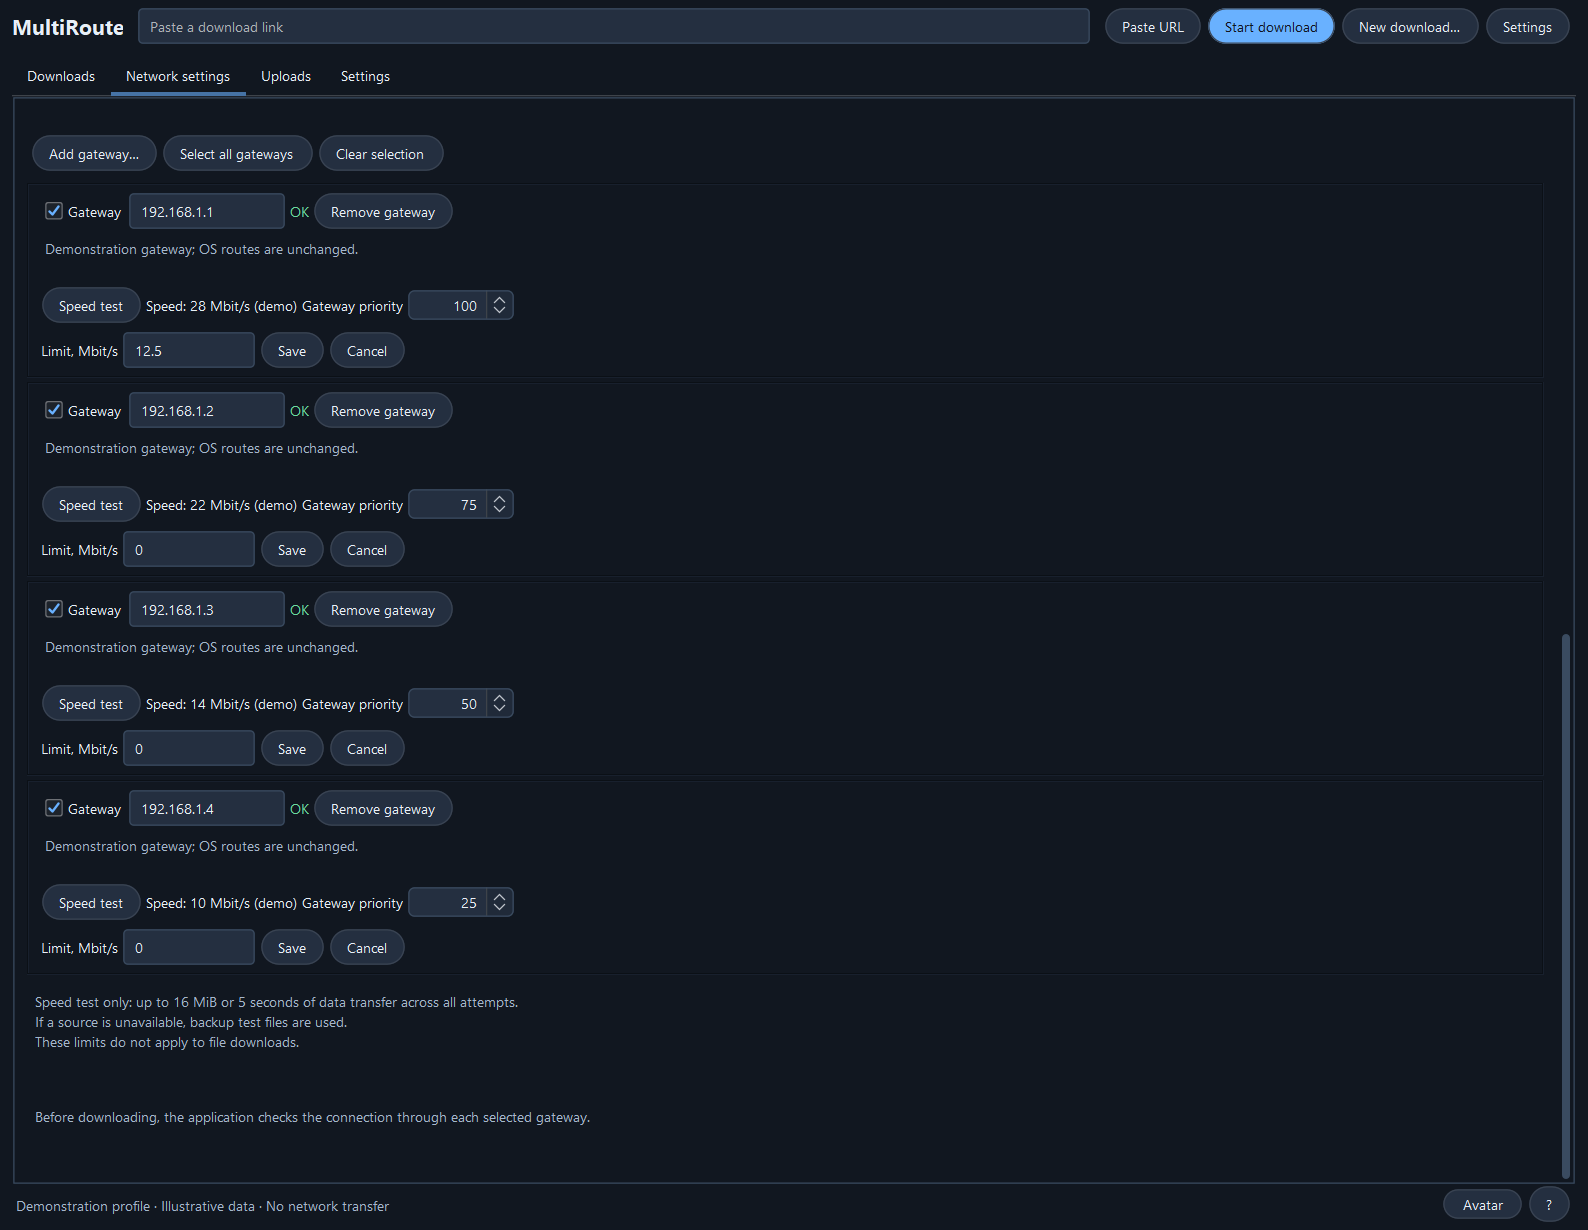 MultiRoute
Paste a download link
Paste URL
Start download
New download...
Settings
Downloads
Network settings
Uploads
Settings
Add gateway...
Select all gateways
Clear selection
Gateway 192.168.1.1 OK Remove gateway
Demonstration gateway; OS routes are unchanged.
Speed test Speed: 28 Mbit/s (demo) Gateway priority 100
Limit, Mbit/s 12.5 Save Cancel
Gateway 192.168.1.2 OK Remove gateway
Demonstration gateway; OS routes are unchanged.
Speed test Speed: 22 Mbit/s (demo) Gateway priority 75
Limit, Mbit/s 0 Save Cancel
Gateway 192.168.1.3 OK Remove gateway
Demonstration gateway; OS routes are unchanged.
Speed test Speed: 14 Mbit/s (demo) Gateway priority 50
Limit, Mbit/s 0 Save Cancel
Gateway 192.168.1.4 OK Remove gateway
Demonstration gateway; OS routes are unchanged.
Speed test Speed: 10 Mbit/s (demo) Gateway priority 25
Limit, Mbit/s 0 Save Cancel
Speed test only: up to 16 MiB or 5 seconds of data transfer across all attempts.
If a source is unavailable, backup test files are used.
These limits do not apply to file downloads.
Before downloading, the application checks the connection through each selected gateway.
Demonstration profile · Illustrative data · No network transfer
Avatar
?